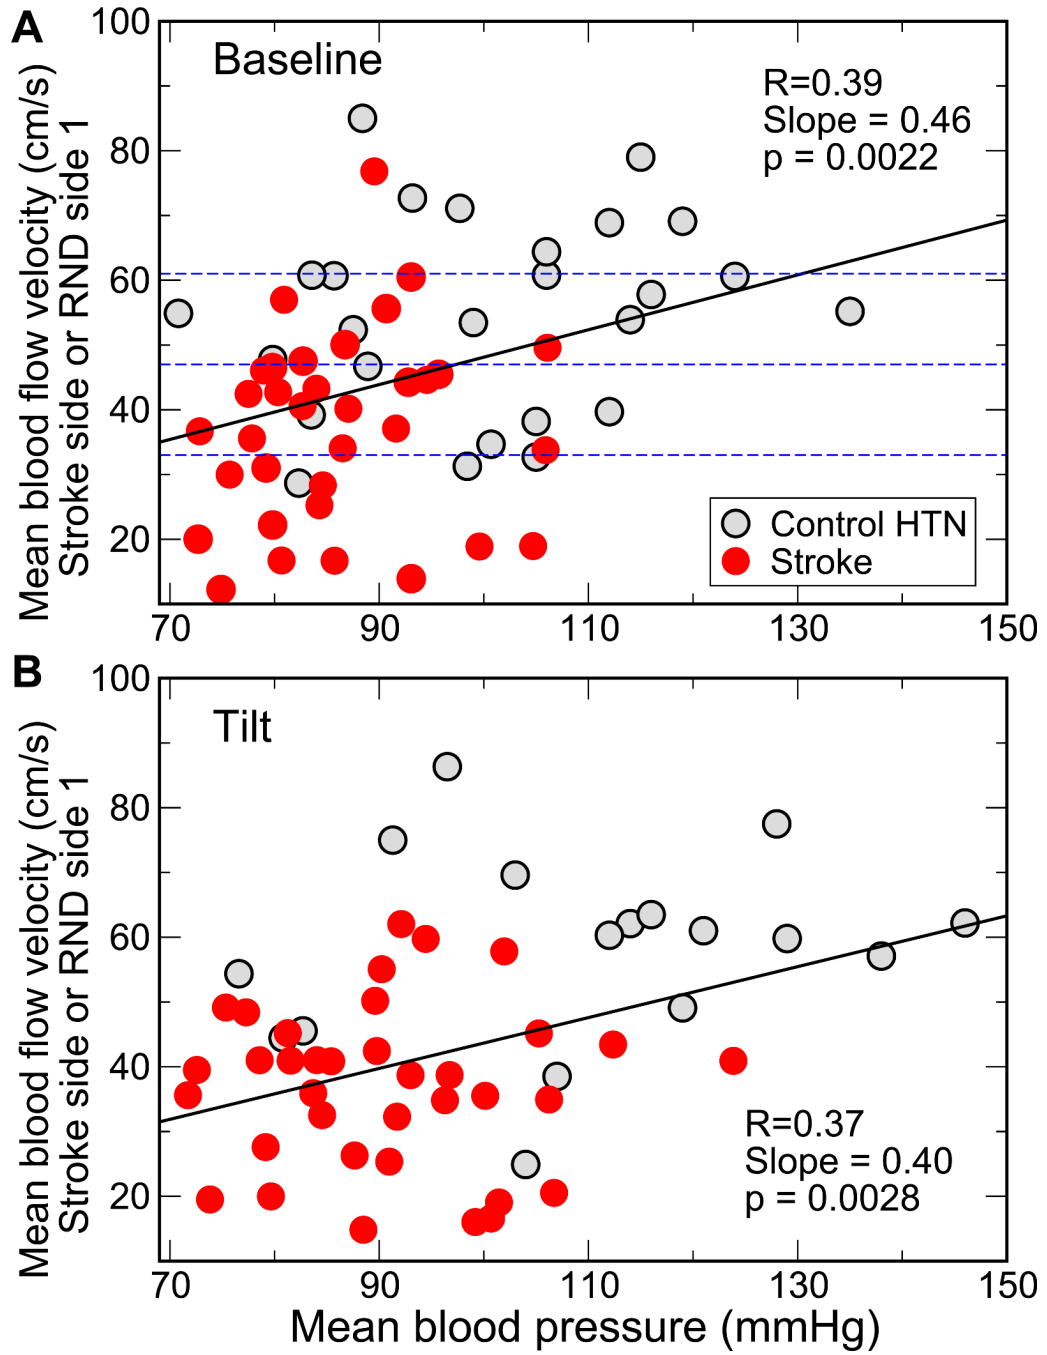 A
Baseline
R=0.39
Slope = 0.46
p = 0.0022
Mean blood flow velocity (cm/s)
Stroke side or RND side 1
100
80
60
40
20
Control HTN
Stroke
70 90 110 130 150
B
Tilt
Mean blood flow velocity (cm/s)
Stroke side or RND side 1
100
80
60
40
20
R=0.37
Slope = 0.40
p = 0.0028
70 90 110 130 150
Mean blood pressure (mmHg)